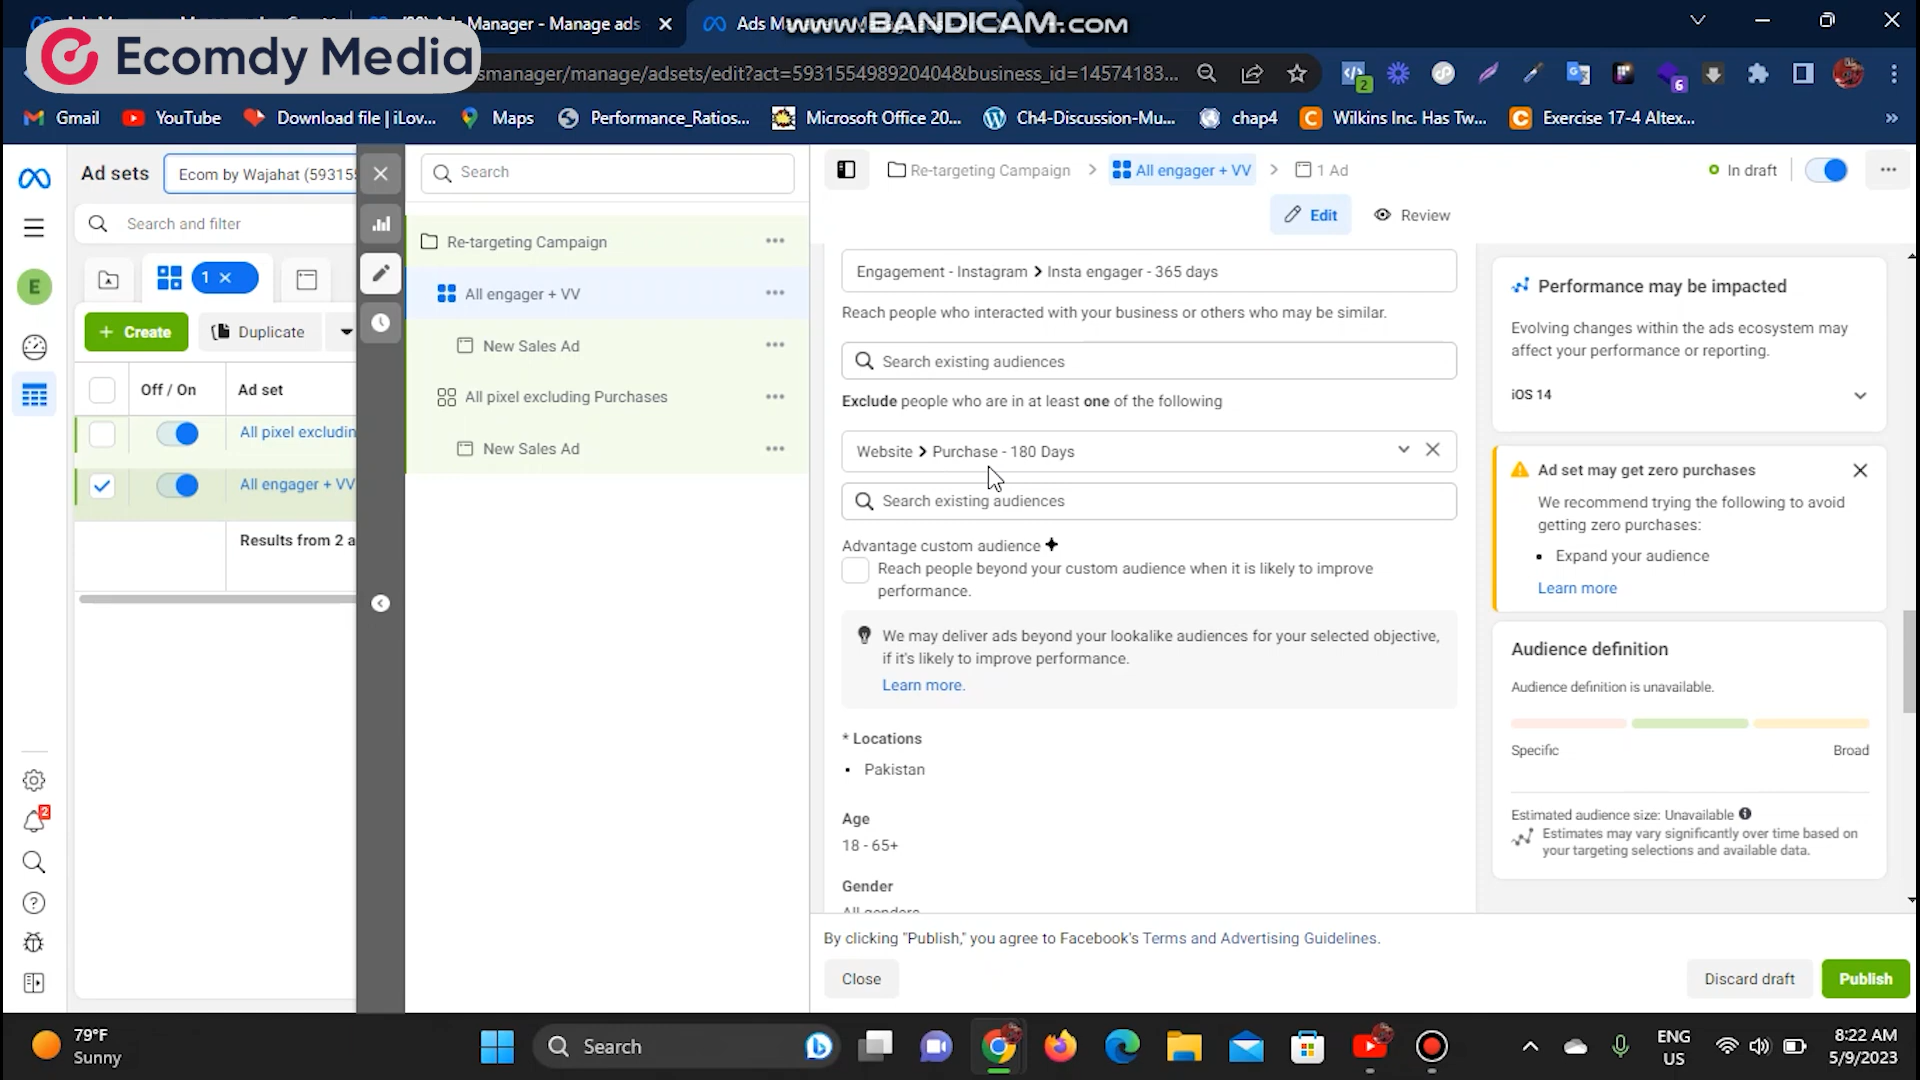 Ads Manager - Manage ads
Ads M
www.BANDICAM.com
Ecomdy Media
smanager/manage/adsets/edit?act=593155498920404&business_id=14574183...
2
6
Gmail
YouTube
Download file | iLov...
Maps
Performance_Ratios...
Microsoft Office 20...
Ch4-Discussion-Mu...
chap4
Wilkins Inc. Has Tw...
Exercise 17-4 Altex...
»
Ad sets
Ecom by Wajahat (59315
Search
Re-targeting Campaign
All engager + VV
1 Ad
In draft
Search and filter
Edit
Review
E
1
Re-targeting Campaign
All engager + VV
New Sales Ad
All pixel excluding Purchases
New Sales Ad
+ Create
Duplicate
Off / On
Ad set
All pixel excludin
All engager + VV
Results from 2 a
Engagement - Instagram > Insta engager - 365 days
Reach people who interacted with your business or others who may be similar.
Search existing audiences
Exclude people who are in at least one of the following
Website > Purchase - 180 Days
Search existing audiences
Advantage custom audience
Reach people beyond your custom audience when it is likely to improve
performance.
We may deliver ads beyond your lookalike audiences for your selected objective,
if it's likely to improve performance.
Learn more.
* Locations
• Pakistan
Age
18 - 65+
Gender
All genders
Performance may be impacted
Evolving changes within the ads ecosystem may
affect your performance or reporting.
iOS 14
Ad set may get zero purchases
We recommend trying the following to avoid
getting zero purchases:
• Expand your audience
Learn more
Audience definition
Audience definition is unavailable.
Specific
Broad
Estimated audience size: Unavailable
Estimates may vary significantly over time based on
your targeting selections and available data.
By clicking "Publish," you agree to Facebook's Terms and Advertising Guidelines.
Close
Discard draft
Publish
2
79°F
Sunny
Search
ENG
US
8:22 AM
5/9/2023